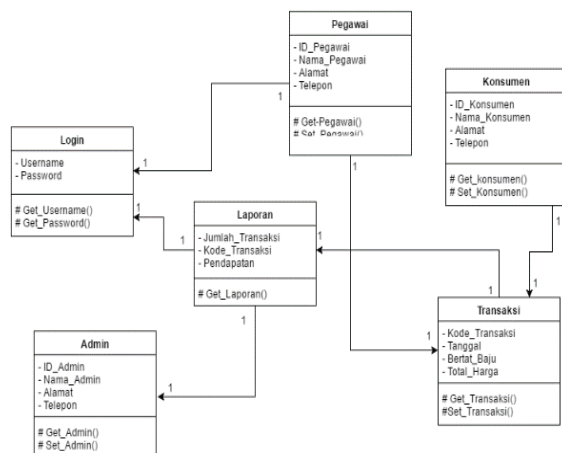 Pegawai
- ID_Pegawai
- Nama_Pegawai
- Alamat
- Telepon
# Get-Pegawai()
# Set_Pegawai()
1
1
Konsumen
- ID_Konsumen
- Nama_Konsumen
- Alamat
- Telepon
# Get_konsumen()
# Set_Konsumen()
1
1
Login
- Username
- Password
# Get_Username()
# Get_Password()
1
1
Laporan
- Jumlah_Transaksi
- Kode_Transaksi
- Pendapatan
# Get_Laporan()
1
1
1
Transaksi
- Kode_Transaksi
- Tanggal
- Bertat_Baju
- Total_Harga
# Get_Transaksi()
#Set_Transaksi()
1
1
Admin
- ID_Admin
- Nama_Admin
- Alamat
- Telepon
# Get_Admin()
# Set_Admin()
1